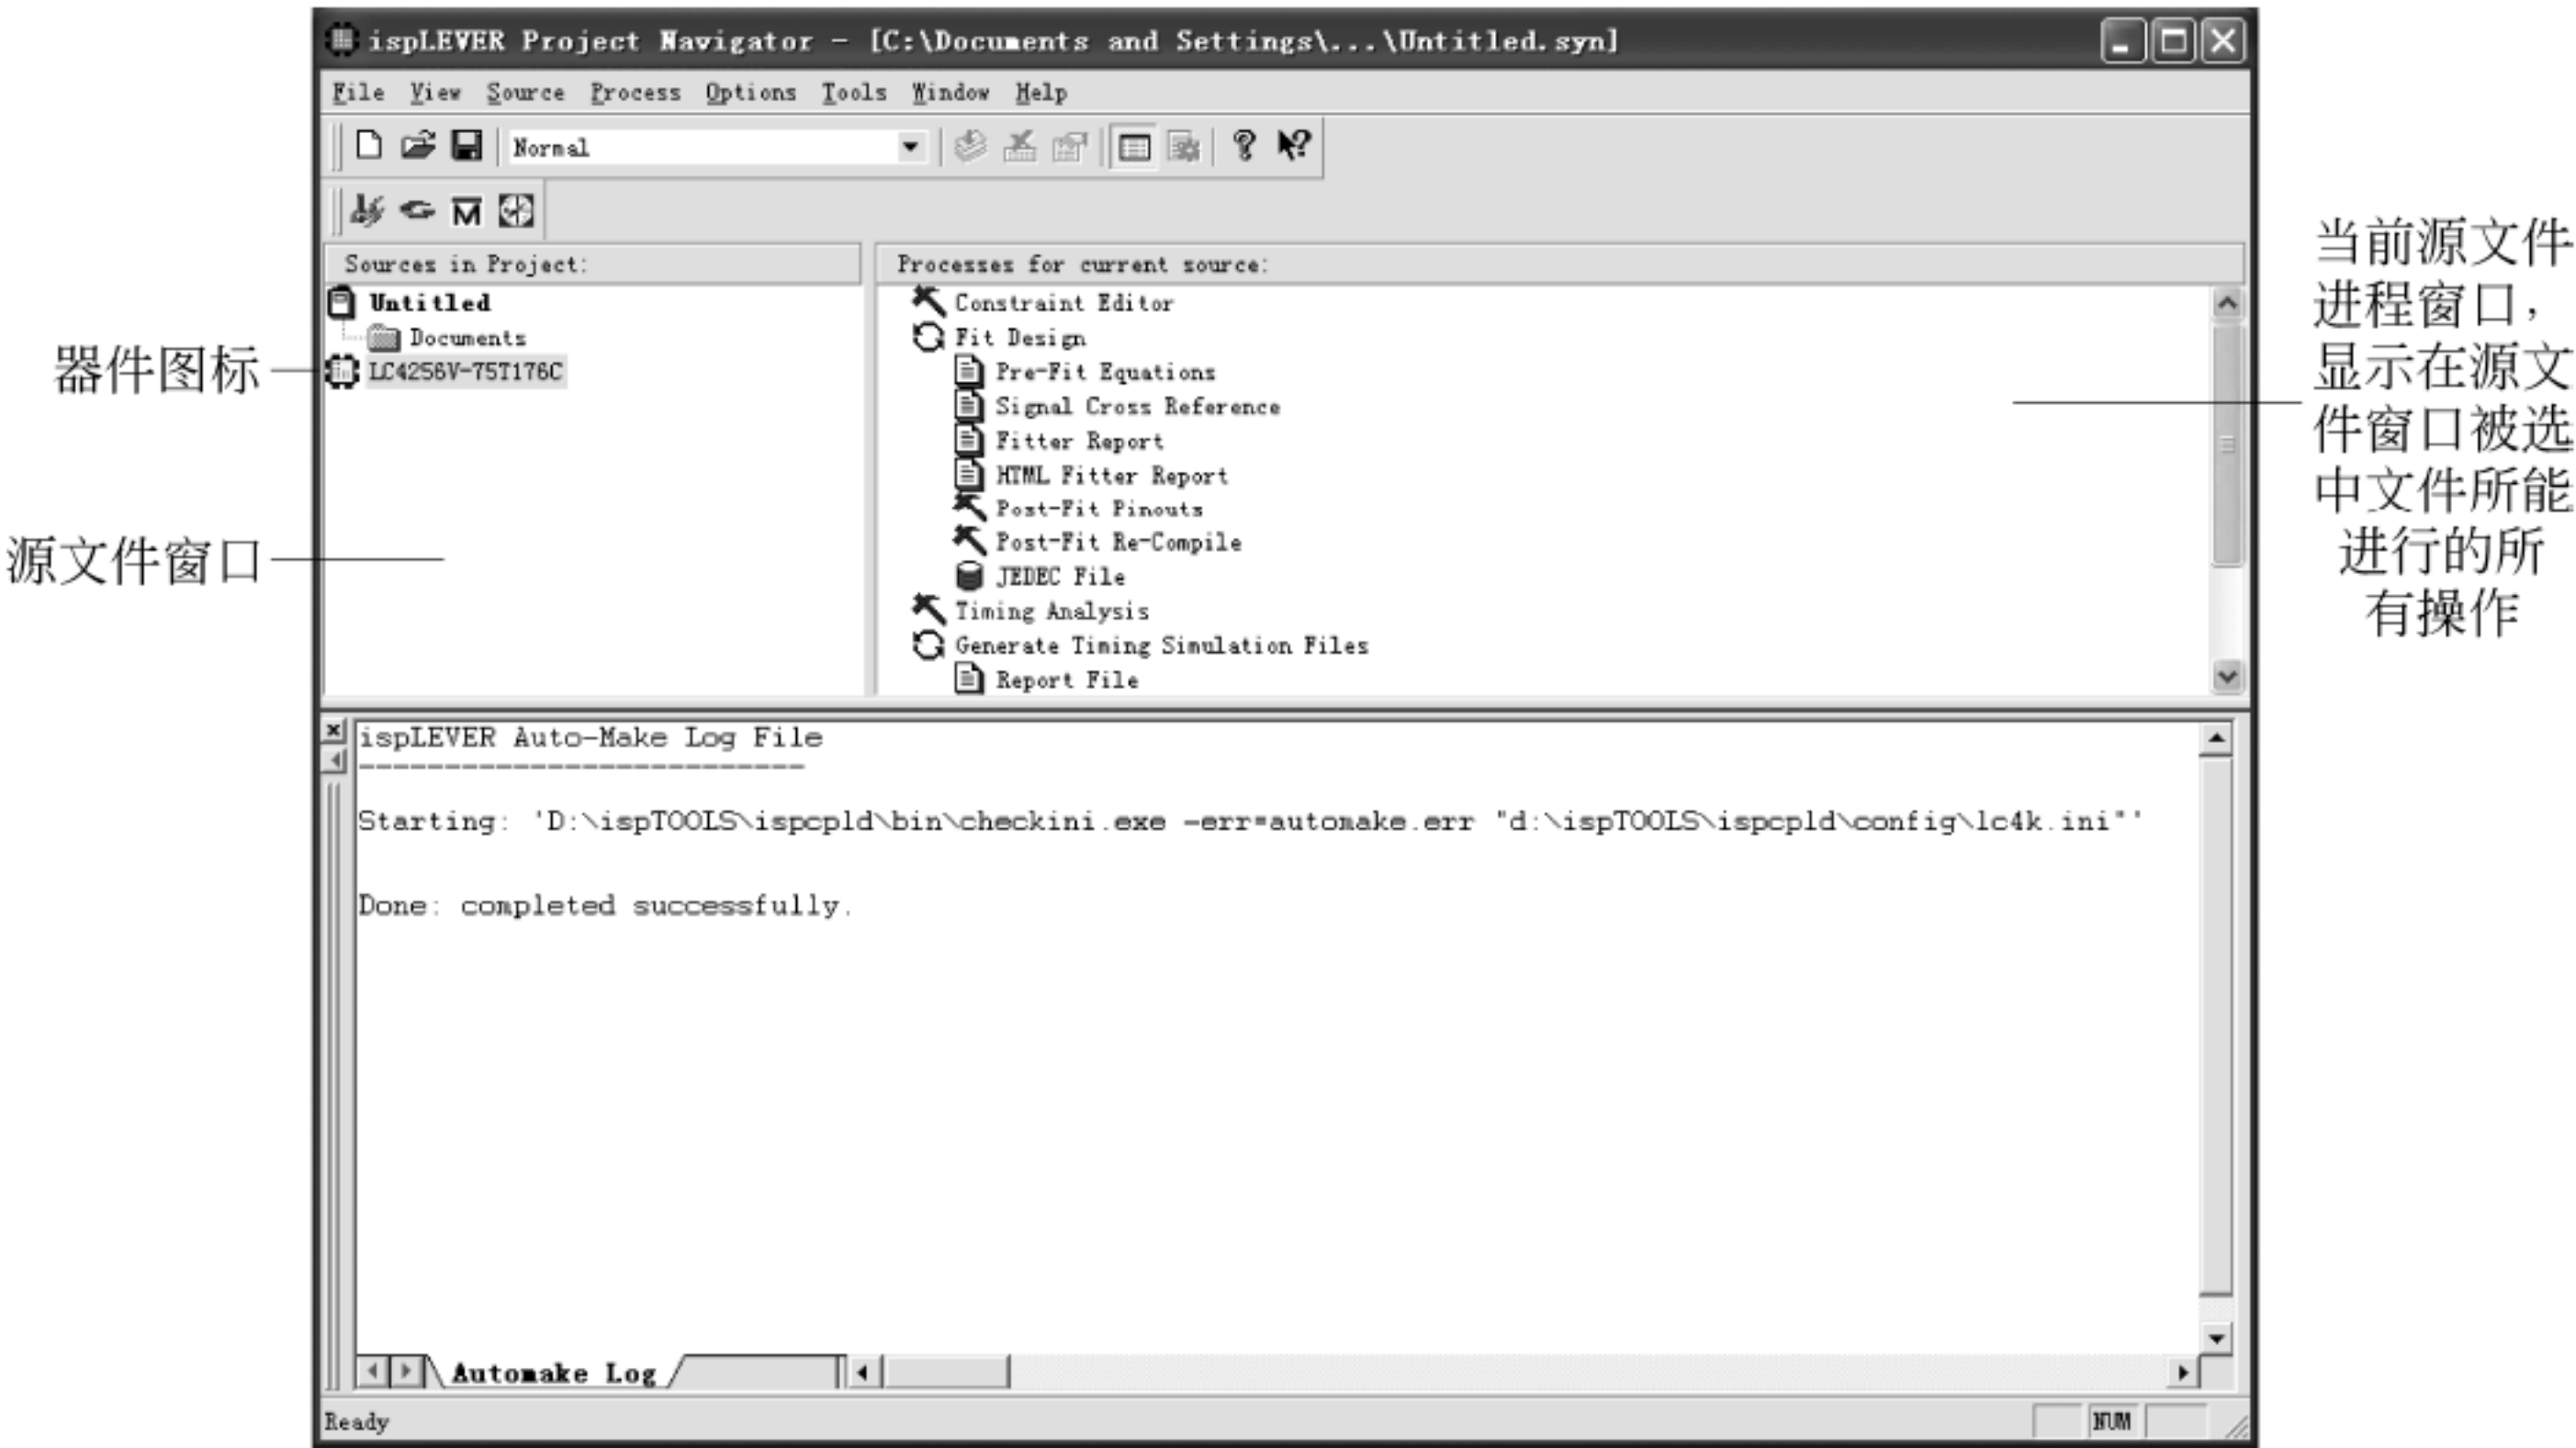 ispLEVER Project Navigator - [C:\Documents and Settings\...\Untitled.syn]
File View Source Process Options Tools Window Help
Normal
Sources in Project:
Untitled
Documents
LC4256V-75T176C
Processes for current source:
Constraint Editor
Fit Design
Pre-Fit Equations
Signal Cross Reference
Fitter Report
HTML Fitter Report
Post-Fit Pinouts
Post-Fit Re-Compile
JEDEC File
Timing Analysis
Generate Timing Simulation Files
Report File
器件图标
源文件窗口
当前源文件
进程窗口，
显示在源文
件窗口被选
中文件所能
进行的所
有操作
ispLEVER Auto-Make Log File
--------------------------
Starting: 'D:\ispTOOLS\ispcpld\bin\checkini.exe -err=automake.err "d:\ispTOOLS\ispcpld\config\lc4k.ini"'
Done: completed successfully.
Automake Log
Ready
NUM